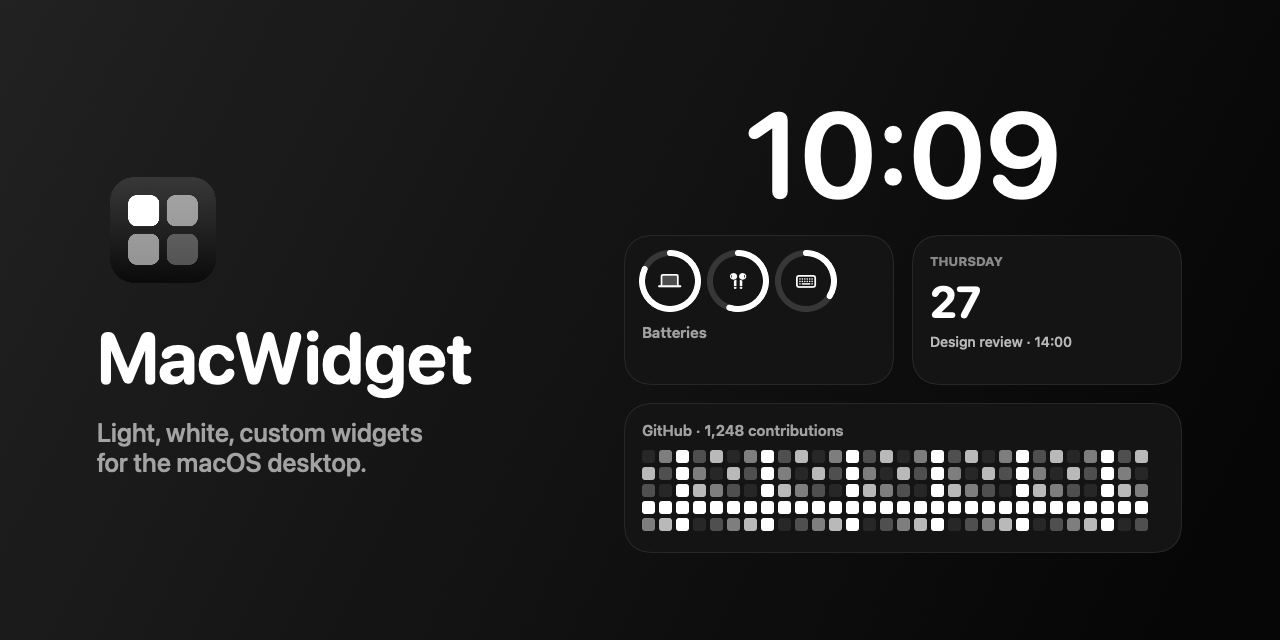 MacWidget
Light, white, custom widgets
for the macOS desktop.
10:09
Batteries
THURSDAY
27
Design review · 14:00
GitHub · 1,248 contributions